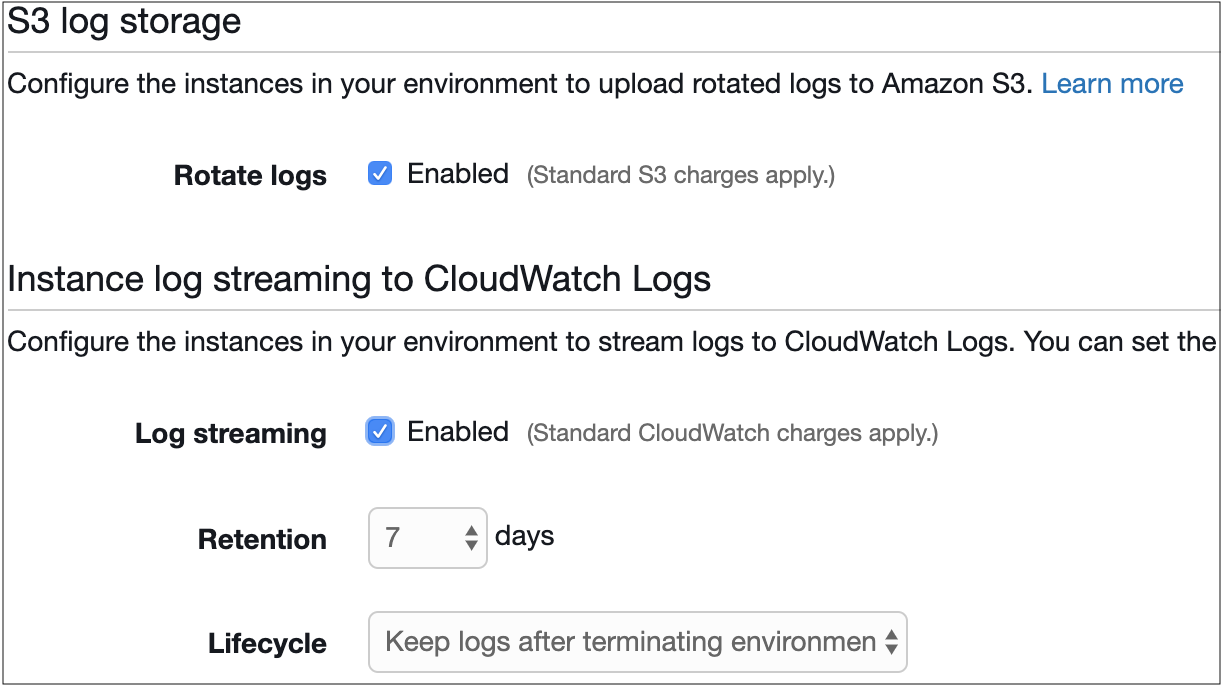 S3 log storage
Configure the instances in your environment to upload rotated logs to Amazon S3. Learn more
Rotate logs Enabled (Standard S3 charges apply.)
Instance log streaming to CloudWatch Logs
Configure the instances in your environment to stream logs to CloudWatch Logs. You can set the
Log streaming Enabled (Standard CloudWatch charges apply.)
Retention 7 days
Lifecycle Keep logs after terminating environmen